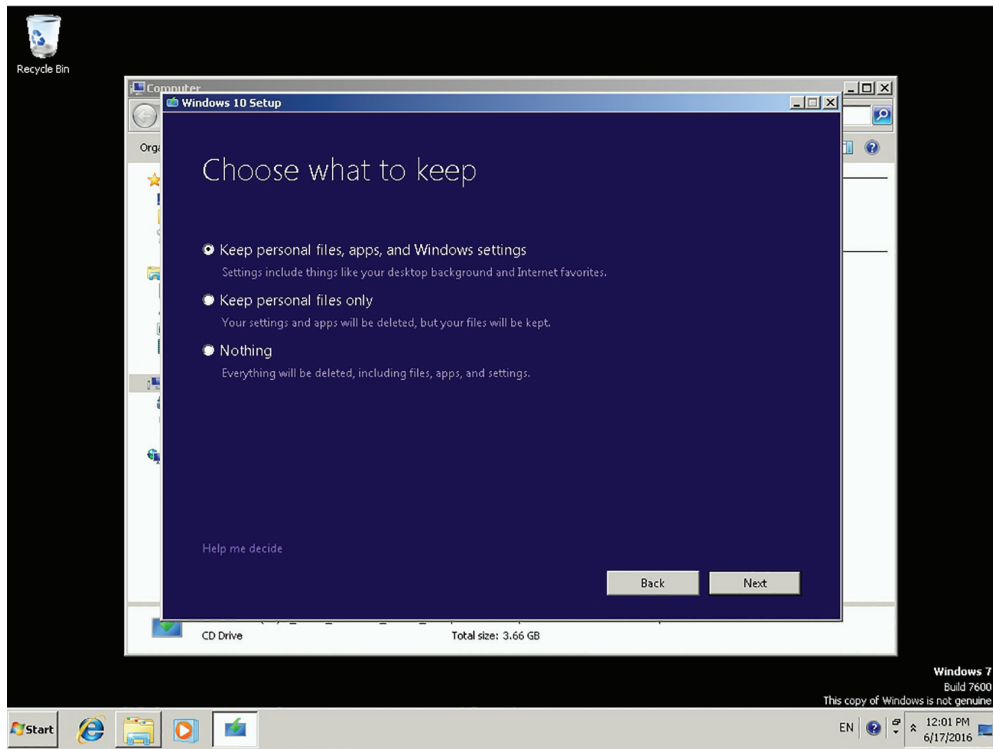 Recycle Bin
Computer
Windows 10 Setup
Choose what to keep
Keep personal files, apps, and Windows settings
Settings include things like your desktop background and Internet favorites.
Keep personal files only
Your settings and apps will be deleted, but your files will be kept.
Nothing
Everything will be deleted, including files, apps, and settings.
Help me decide
Back
Next
CD Drive
Total size: 3.66 GB
Windows 7
Build 7600
This copy of Windows is not genuine
Start
EN
12:01 PM
6/17/2016